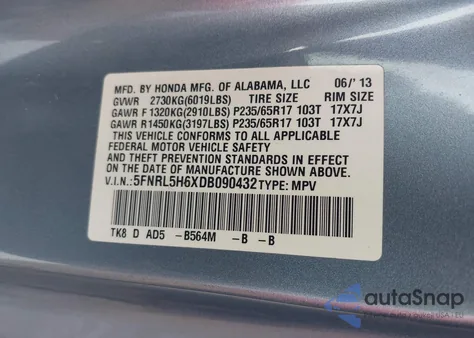 MFD. BY HONDA MFG. OF ALABAMA, LLC 06/'13
GVWR 2730KG(6019LBS) TIRE SIZE RIM SIZE
GAWR F 1320KG(2910LBS) P235/65R17 103T 17X7J
GAWR R1450KG(3197LBS) P235/65R17 103T 17X7J
THIS VEHICLE CONFORMS TO ALL APPLICABLE
FEDERAL MOTOR VEHICLE SAFETY, BUMPER,
AND THEFT PREVENTION STANDARDS IN EFFECT
ON THE DATE OF MANUFACTURE SHOWN ABOVE.
V.I.N: 5FNRL5H6XDB090432 TYPE: MPV
TK8 D AD5 -B564M -B -B
autoSnap